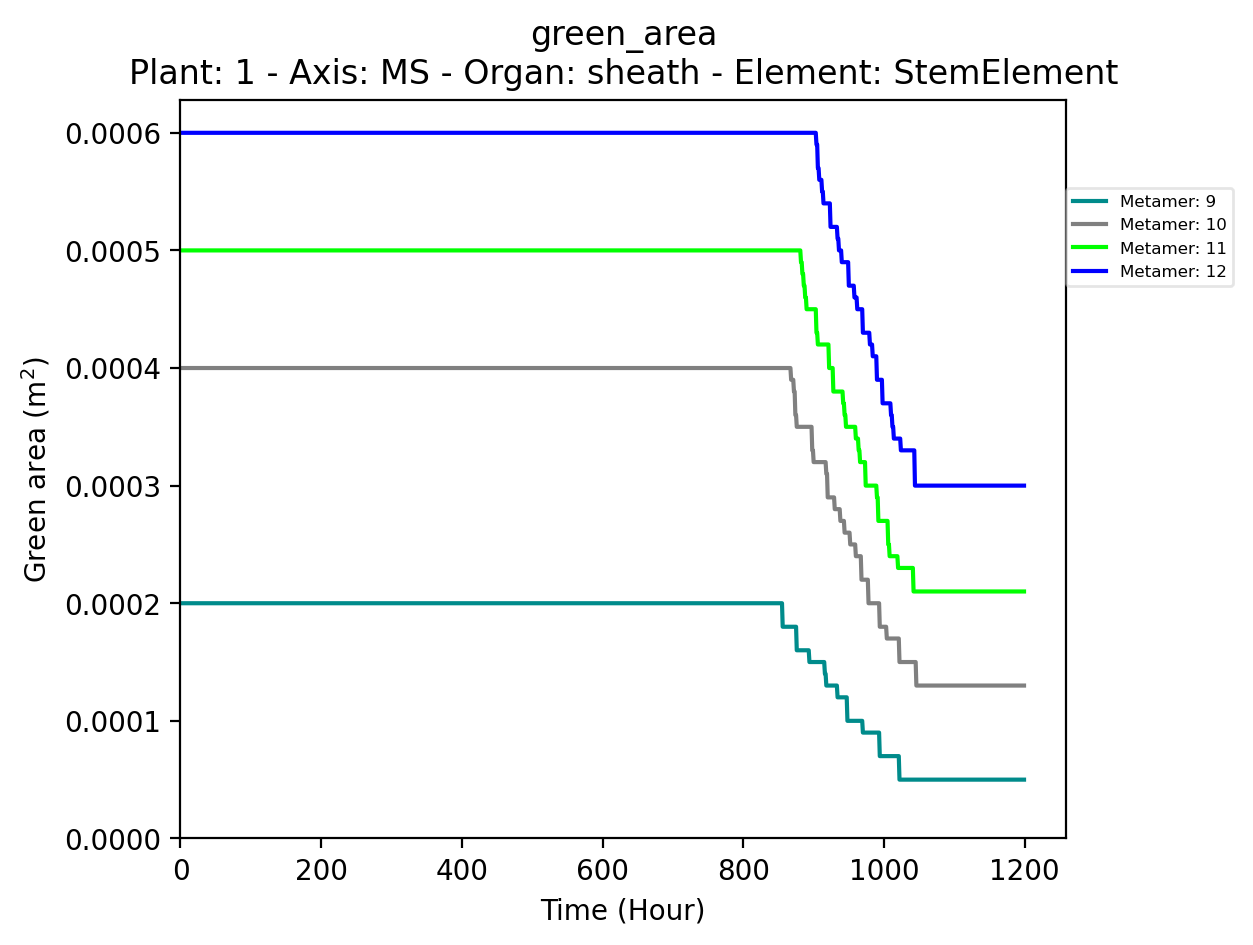 green_area
Plant: 1 - Axis: MS - Organ: sheath - Element: StemElement
0.0006
0.0005
0.0004
0.0003
0.0002
0.0001
0.0000
Green area (m²)
0 200 400 600 800 1000 1200
Time (Hour)
Metamer: 9
Metamer: 10
Metamer: 11
Metamer: 12